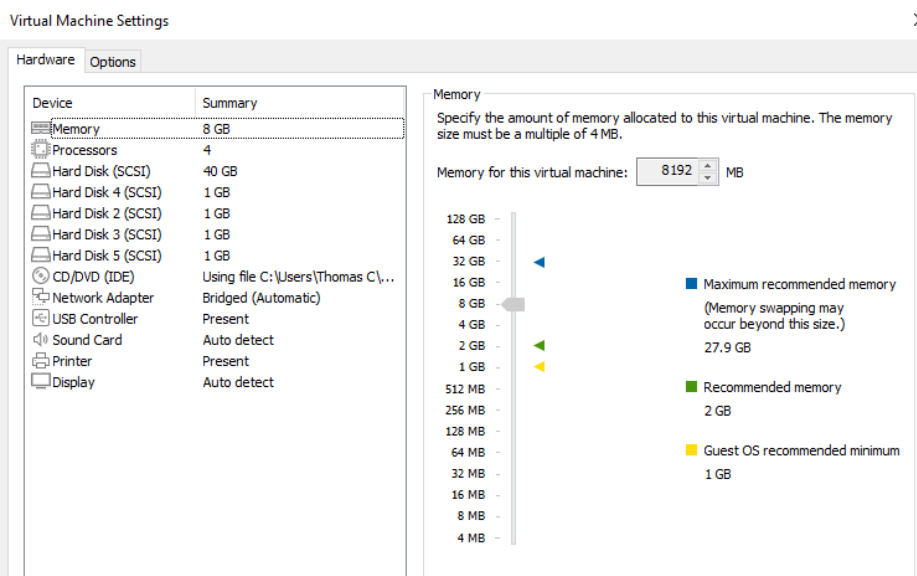 Virtual Machine Settings
Hardware Options
Device Summary
Memory 8 GB
Processors 4
Hard Disk (SCSI) 40 GB
Hard Disk 4 (SCSI) 1 GB
Hard Disk 2 (SCSI) 1 GB
Hard Disk 3 (SCSI) 1 GB
Hard Disk 5 (SCSI) 1 GB
CD/DVD (IDE) Using file C:\Users\Thomas C\...
Network Adapter Bridged (Automatic)
USB Controller Present
Sound Card Auto detect
Printer Present
Display Auto detect
Memory
Specify the amount of memory allocated to this virtual machine. The memory
size must be a multiple of 4 MB.
Memory for this virtual machine: 8192 MB
128 GB
64 GB
32 GB
16 GB
8 GB
4 GB
2 GB
1 GB
512 MB
256 MB
128 MB
64 MB
32 MB
16 MB
8 MB
4 MB
Maximum recommended memory
(Memory swapping may
occur beyond this size.)
27.9 GB
Recommended memory
2 GB
Guest OS recommended minimum
1 GB